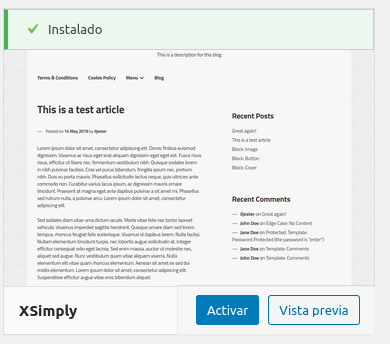 Instalado
This is a description for this blog
Terms & Conditions Cookie Policy Menu Blog
This is a test article
— Posted on 14 May 2019 by iljester
Lorem ipsum dolor sit amet, consectetur adipiscing elit. Donec finibus euismod
dignissim. Vivamus ac risus eget erat aliquam dignissim eget eget est. Fusce risus
risus, efficitur ut libero nec, fermentum vestibulum nibh. Quisque sodales lorem
in nibh pulvinar facilisis. Cras vel purus bibendum, fringilla ipsum nec, pretium
nibh. Duis eu porta mauris. Phasellus sollicitudin lectus neque, quis ultricies ante
commodo non. Curabitur varius lacus ipsum, ac dignissim mauris ornare
tincidunt. Praesent at magna eget ante dapibus pulvinar a sit amet mi. Phasellus
sed rutrum nulla, a pulvinar arcu. Lorem ipsum dolor sit amet, consectetur
adipiscing elit.
Sed sodales diam vitae urna dictum iaculis. Morbi vitae felis nec tortor laoreet
vehicula. Vivamus suscipit sagittis hendrerit. Quisque ornare diam sed lorem
tempus, rhoncus feugiat felis scelerisque. Vivamus id dapibus lorem. Nulla facilisi.
Nullam elementum tincidunt turpis, nec lobortis augue sollicitudin at. Integer
efficitur consequat odio eget lacinia. Sed enim massa, auctor ut molestie nec,
aliquet sed augue. Nunc vestibulum quam vitae aliquam viverra. Nulla
elementum elit vitae quam rhoncus elementum. Aenean sit amet ex sed dui
mollis elementum. Lorem ipsum dolor sit amet, consectetur adipiscing elit.
Suspendisse efficitur augue vitae eros bibendum aliquet.
Recent Posts
Great again!
This is a test article
Block: Image
Block: Button
Block: Cover
Recent Comments
— iljester on Great again!
— John Doe on Edge Case: No Content
— Jane Doe on Protected: Template:
Password Protected (the password is "enter")
— Jane Doe on Template: Comments
— John Doe on Template: Comments
XSimply
Activar
Vista previa